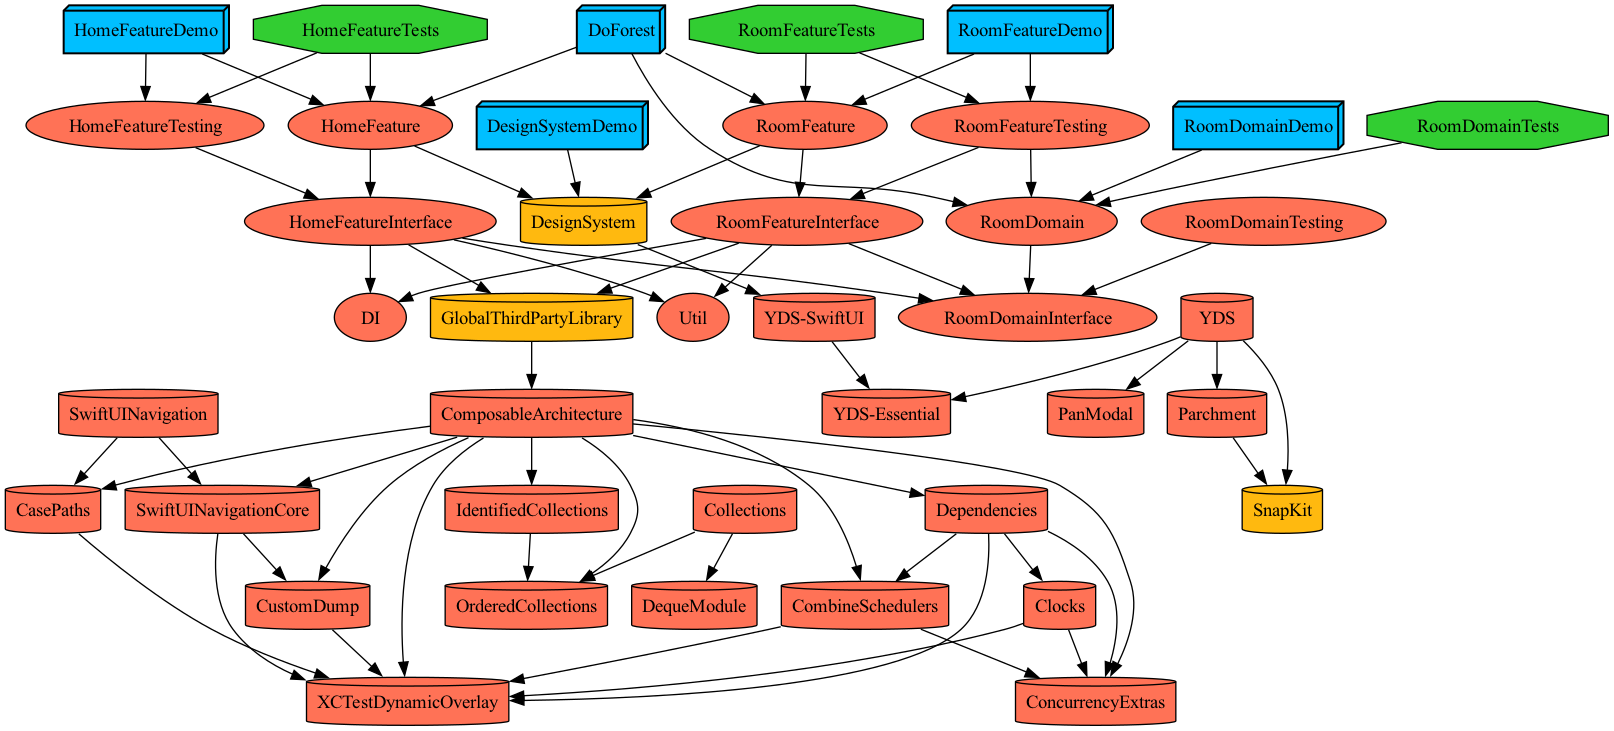 HomeFeatureDemo
HomeFeatureTests
DoForest
RoomFeatureTests
RoomFeatureDemo
HomeFeatureTesting
HomeFeature
DesignSystemDemo
RoomFeature
RoomFeatureTesting
RoomDomainDemo
RoomDomainTests
HomeFeatureInterface
DesignSystem
RoomFeatureInterface
RoomDomain
RoomDomainTesting
DI
GlobalThirdPartyLibrary
Util
YDS-SwiftUI
RoomDomainInterface
YDS
SwiftUINavigation
ComposableArchitecture
YDS-Essential
PanModal
Parchment
CasePaths
SwiftUINavigationCore
IdentifiedCollections
Collections
Dependencies
SnapKit
CustomDump
OrderedCollections
DequeModule
CombineSchedulers
Clocks
XCTestDynamicOverlay
ConcurrencyExtras